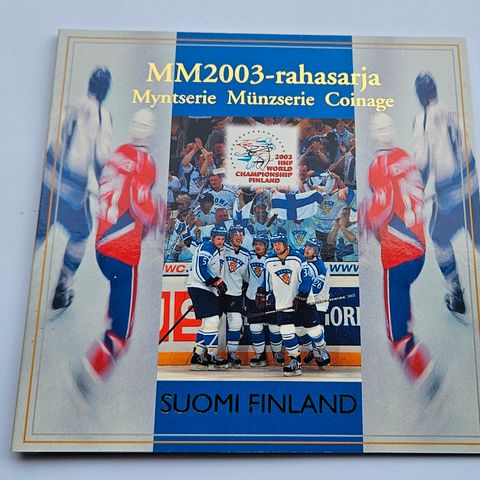 MM2003-rahasarja
Myntserie Münzserie Coinage
2003
IIHF
WORLD
CHAMPIONSHIP
FINLAND
SUOMI FINLAND